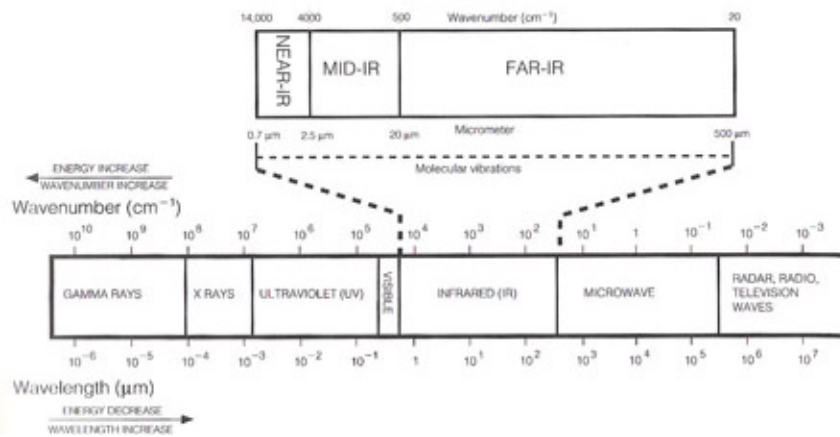 14,000 4000 500 Wavenumber (cm⁻¹) 20
NEAR-IR MID-IR FAR-IR
0.7 μm 2.5 μm 20 μm Micrometer 500 μm
Molecular vibrations
ENERGY INCREASE
WAVENUMBER INCREASE
Wavenumber (cm⁻¹)
10¹⁰ 10⁹ 10⁸ 10⁷ 10⁶ 10⁵ 10⁴ 10³ 10² 10¹ 1 10⁻¹ 10⁻² 10⁻³
GAMMA RAYS X RAYS ULTRAVIOLET (UV) VISIBLE INFRARED (IR) MICROWAVE RADAR, RADIO,
TELEVISION
WAVES
10⁻⁶ 10⁻⁵ 10⁻⁴ 10⁻³ 10⁻² 10⁻¹ 1 10¹ 10² 10³ 10⁴ 10⁵ 10⁶ 10⁷
Wavelength (μm)
ENERGY DECREASE
WAVELENGTH INCREASE